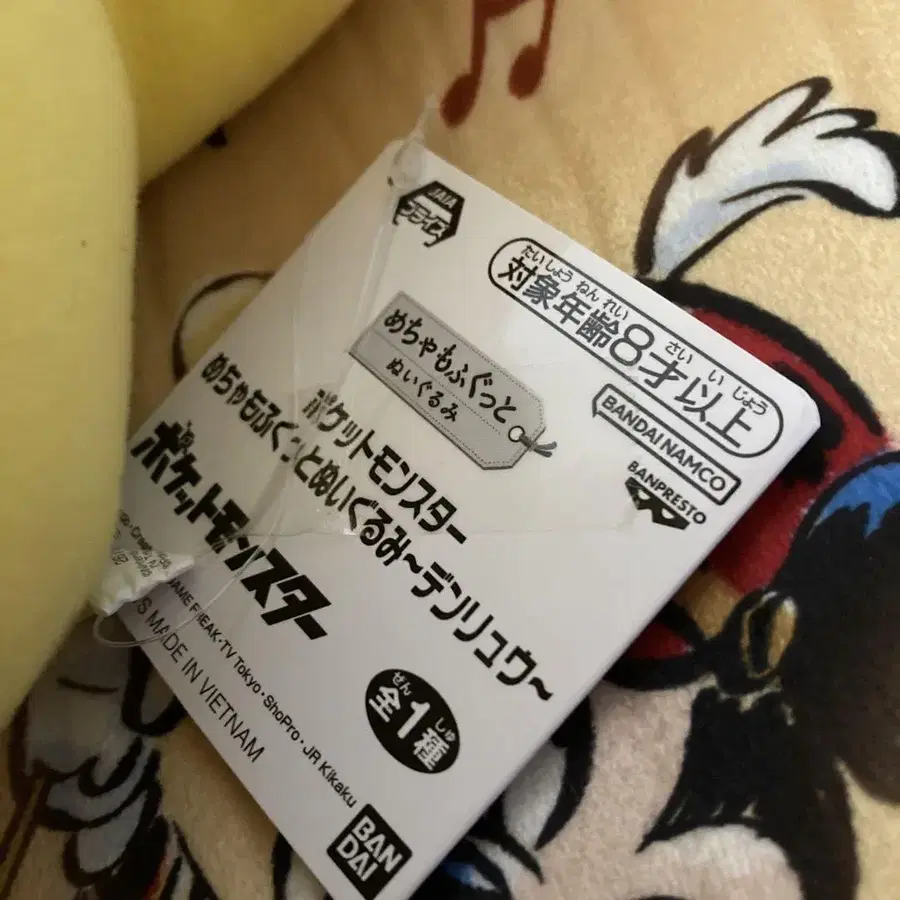 JAIA
プライズ
たいしょうねんれい さい いじょう
対象年齢8才以上
めちゃもふぐっと
ぬいぐるみ
BANDAI NAMCO
BANPRESTO
ポケットモンスター
めちゃもふぐっとぬいぐるみ〜デンリュウ〜
ポケットモンスター
GAME FREAK・TV Tokyo・ShoPro・JR Kikaku
MADE IN VIETNAM
ぜん しゅ
全1種
BAN
DAI